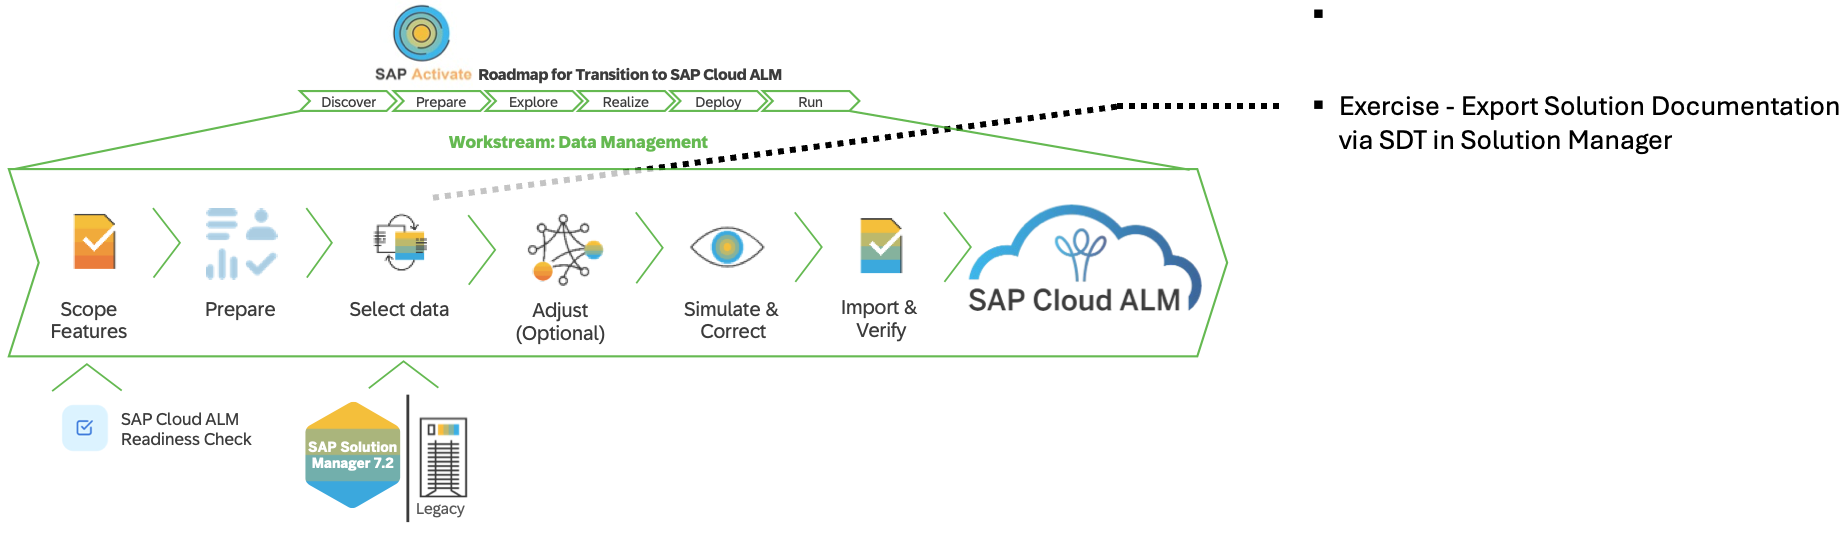 SAP Activate Roadmap for Transition to SAP Cloud ALM
Discover
Prepare
Explore
Realize
Deploy
Run
Workstream: Data Management
Scope
Features
Prepare
Select data
Adjust
(Optional)
Simulate &
Correct
Import &
Verify
SAP Cloud ALM
SAP Cloud ALM
Readiness Check
SAP Solution
Manager 7.2
Legacy
▪
▪ Exercise - Export Solution Documentation
via SDT in Solution Manager